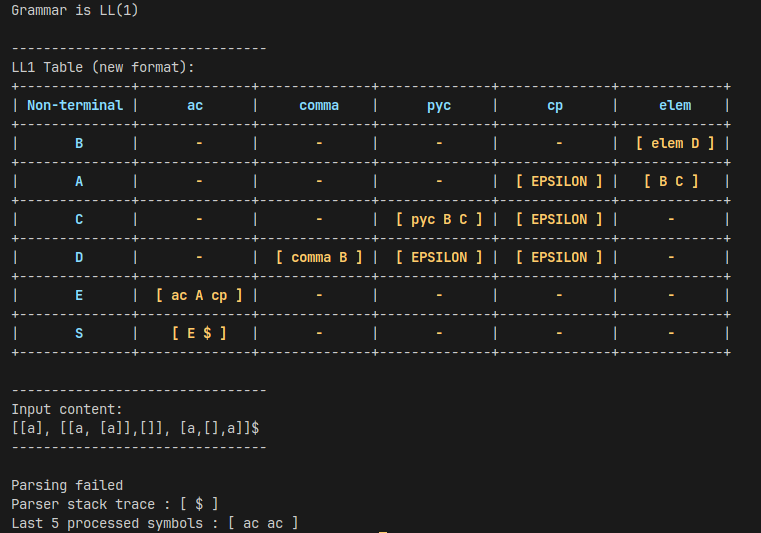 Grammar is LL(1)
--------------------------------
LL1 Table (new format):
+--------------+--------------+--------------+--------------+--------------+-------------+
| Non-terminal |      ac      |    comma     |     pyc      |      cp      |    elem     |
+--------------+--------------+--------------+--------------+--------------+-------------+
|      B       |      -       |      -       |      -       |      -       | [ elem D ] |
+--------------+--------------+--------------+--------------+--------------+-------------+
|      A       |      -       |      -       |      -       | [ EPSILON ] |  [ B C ]   |
+--------------+--------------+--------------+--------------+--------------+-------------+
|      C       |      -       |      -       | [ pyc B C ] | [ EPSILON ] |     -      |
+--------------+--------------+--------------+--------------+--------------+-------------+
|      D       |      -       | [ comma B ] | [ EPSILON ] | [ EPSILON ] |     -      |
+--------------+--------------+--------------+--------------+--------------+-------------+
|      E       | [ ac A cp ] |      -       |      -       |      -       |     -      |
+--------------+--------------+--------------+--------------+--------------+-------------+
|      S       |   [ E $ ]    |      -       |      -       |      -       |     -      |
+--------------+--------------+--------------+--------------+--------------+-------------+
--------------------------------
Input content:
[[a], [[a, [a]],[]], [a,[],a]]$
--------------------------------
Parsing failed
Parser stack trace : [ $ ]
Last 5 processed symbols : [ ac ac ]